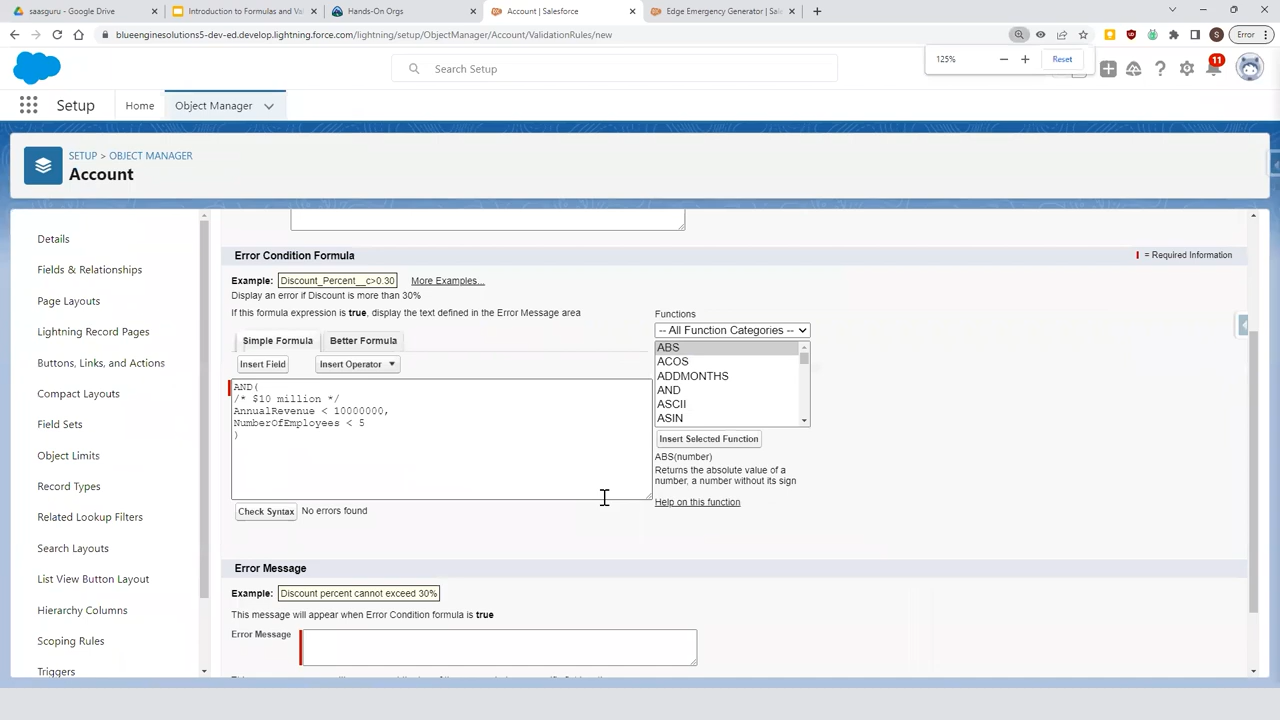 saasguru - Google Drive
Introduction to Formulas and Val
Hands-On Orgs
Account | Salesforce
Edge Emergency Generator | Sal
blueenginesolutions5-dev-ed.develop.lightning.force.com/lightning/setup/ObjectManager/Account/ValidationRules/new
S
Error
125%
Reset
Search Setup
11
Setup
Home
Object Manager
SETUP > OBJECT MANAGER
Account
Details
Fields & Relationships
Page Layouts
Lightning Record Pages
Buttons, Links, and Actions
Compact Layouts
Field Sets
Object Limits
Record Types
Related Lookup Filters
Search Layouts
List View Button Layout
Hierarchy Columns
Scoping Rules
Triggers
Error Condition Formula
= Required Information
Example: Discount_Percent__c>0.30 More Examples...
Display an error if Discount is more than 30%
If this formula expression is true, display the text defined in the Error Message area
Simple Formula
Better Formula
Insert Field
Insert Operator
AND(
/* $10 million */
AnnualRevenue < 10000000,
NumberOfEmployees < 5
)
Check Syntax No errors found
Functions
-- All Function Categories --
ABS
ACOS
ADDMONTHS
AND
ASCII
ASIN
Insert Selected Function
ABS(number)
Returns the absolute value of a
number, a number without its sign
Help on this function
Error Message
Example: Discount percent cannot exceed 30%
This message will appear when Error Condition formula is true
Error Message